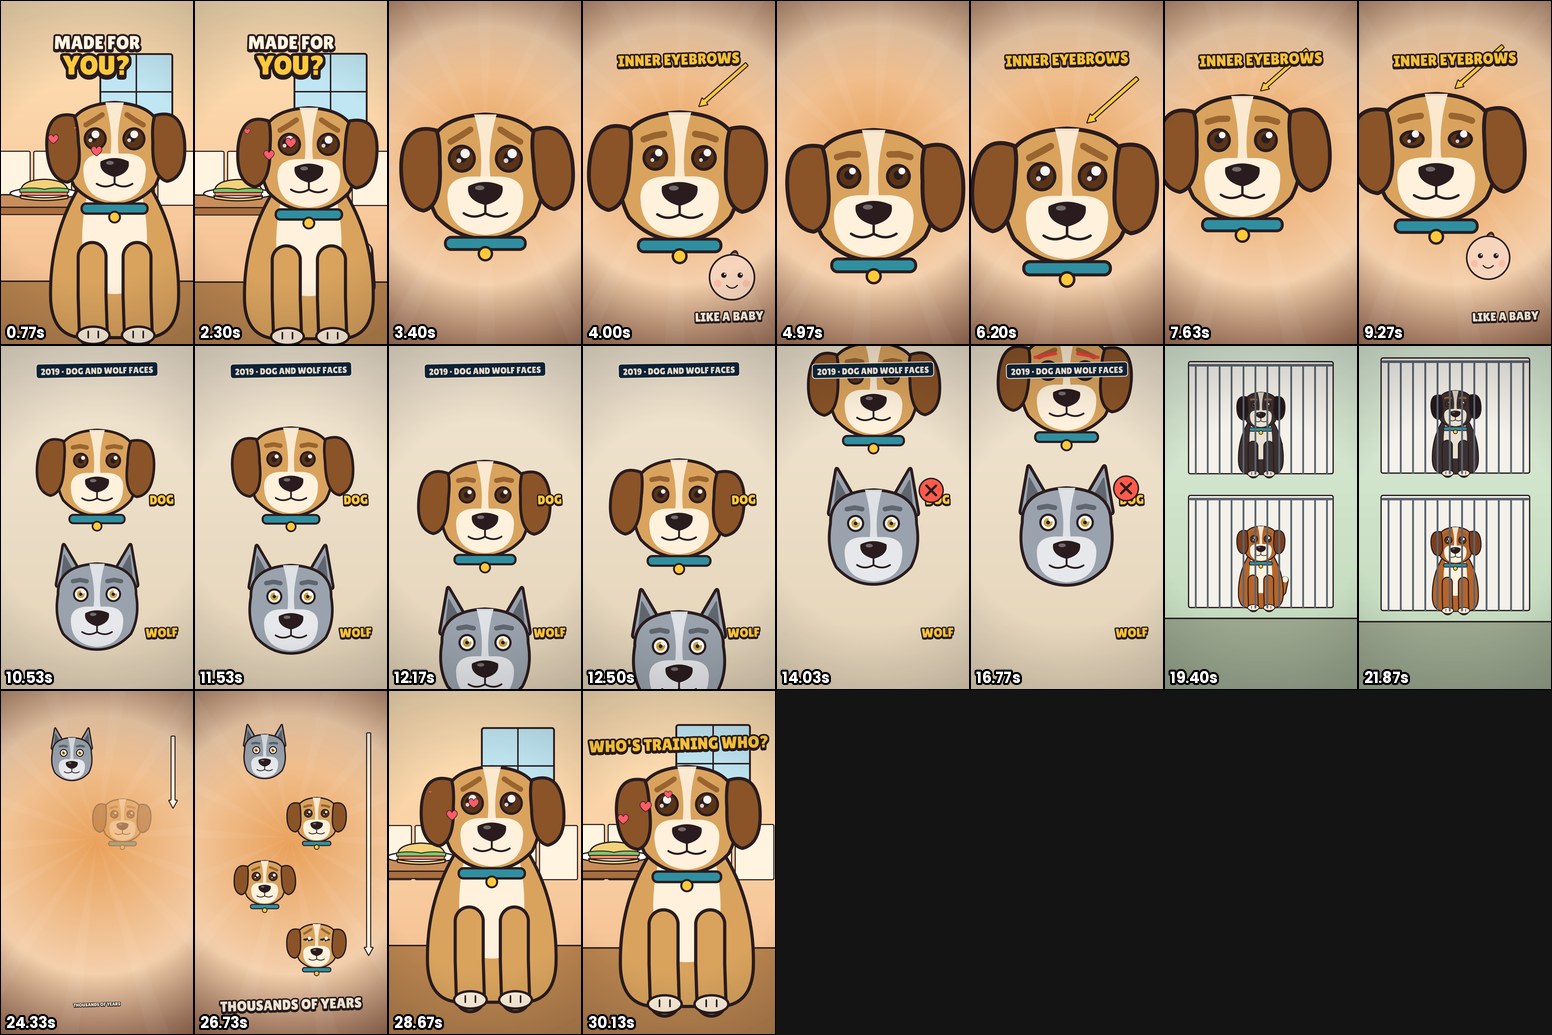 MADE FOR
YOU?
0.77s
MADE FOR
YOU?
2.30s
3.40s
INNER EYEBROWS
LIKE A BABY
4.00s
4.97s
INNER EYEBROWS
6.20s
INNER EYEBROWS
7.63s
INNER EYEBROWS
LIKE A BABY
9.27s
2019 · DOG AND WOLF FACES
DOG
WOLF
10.53s
2019 · DOG AND WOLF FACES
DOG
WOLF
11.53s
2019 · DOG AND WOLF FACES
DOG
WOLF
12.17s
2019 · DOG AND WOLF FACES
DOG
WOLF
12.50s
2019 · DOG AND WOLF FACES
DOG
WOLF
14.03s
2019 · DOG AND WOLF FACES
DOG
WOLF
16.77s
19.40s
21.87s
THOUSANDS OF YEARS
24.33s
THOUSANDS OF YEARS
26.73s
28.67s
WHO'S TRAINING WHO?
30.13s